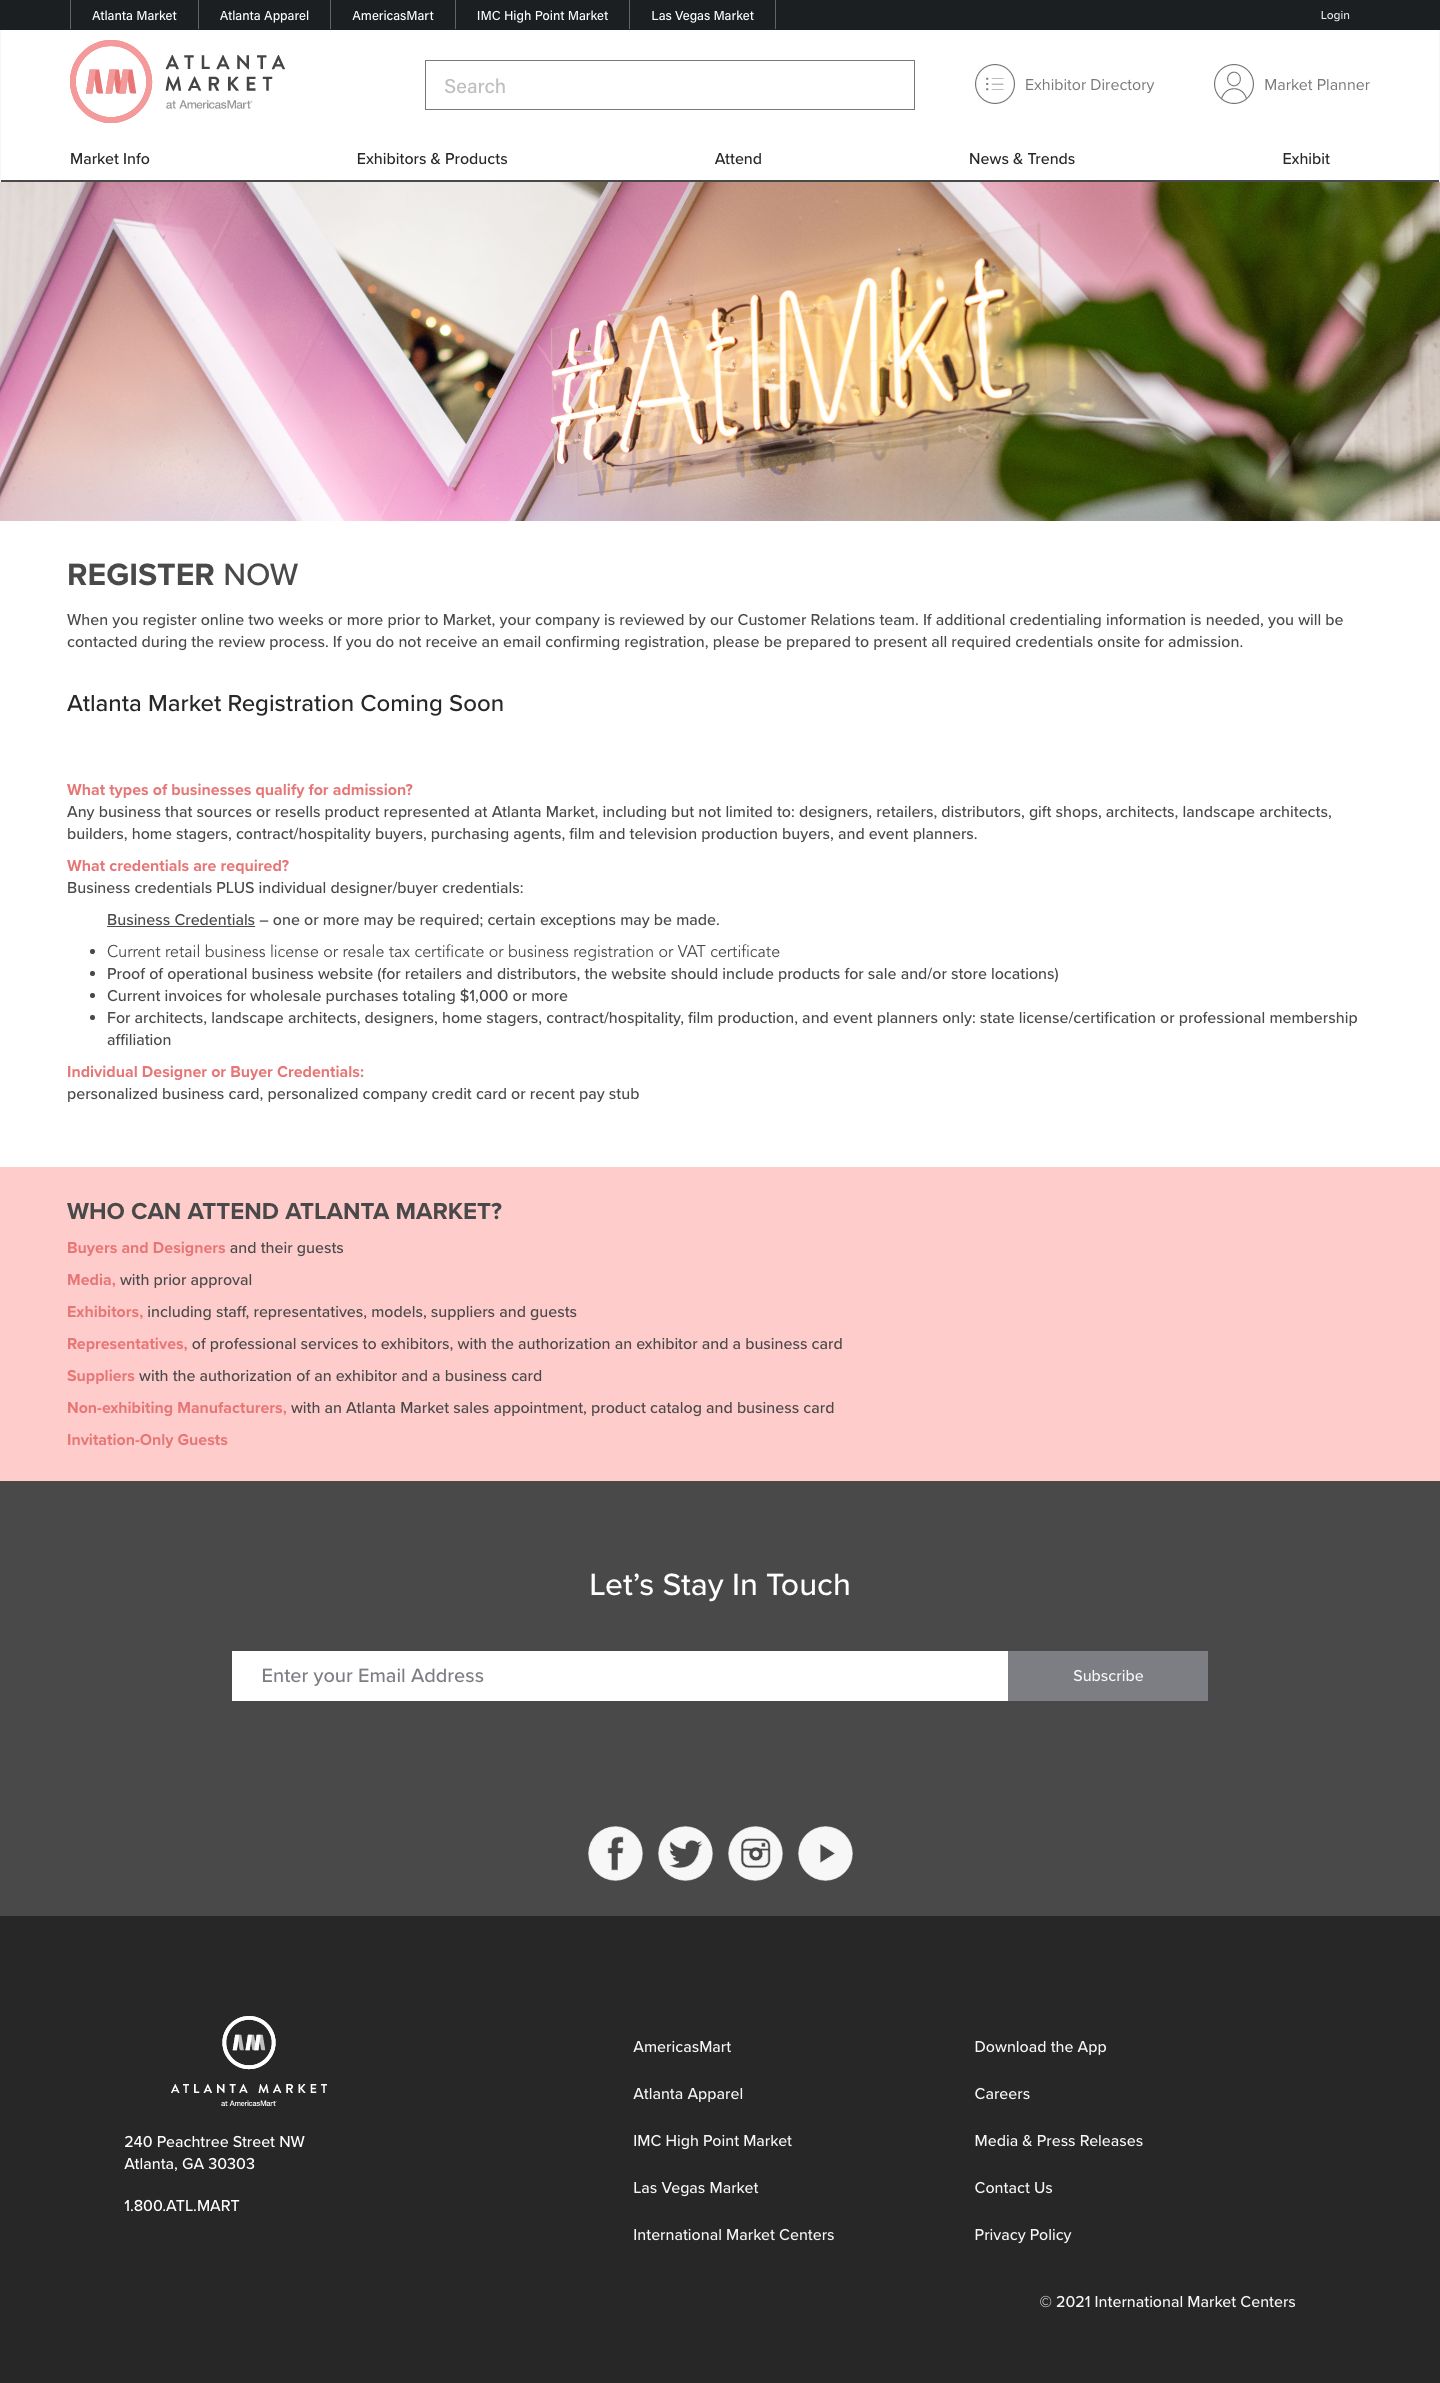 Atlanta Market
Atlanta Apparel
AmericasMart
IMC High Point Market
Las Vegas Market
Login
AM
ATLANTA
MARKET
at AmericasMart
Search
Exhibitor Directory
Market Planner
Market Info
Exhibitors & Products
Attend
News & Trends
Exhibit
#AtlMkt
REGISTER NOW
When you register online two weeks or more prior to Market, your company is reviewed by our Customer Relations team. If additional credentialing information is needed, you will be
contacted during the review process. If you do not receive an email confirming registration, please be prepared to present all required credentials onsite for admission.
Atlanta Market Registration Coming Soon
What types of businesses qualify for admission?
Any business that sources or resells product represented at Atlanta Market, including but not limited to: designers, retailers, distributors, gift shops, architects, landscape architects,
builders, home stagers, contract/hospitality buyers, purchasing agents, film and television production buyers, and event planners.
What credentials are required?
Business credentials PLUS individual designer/buyer credentials:
Business Credentials – one or more may be required; certain exceptions may be made.
• Current retail business license or resale tax certificate or business registration or VAT certificate
• Proof of operational business website (for retailers and distributors, the website should include products for sale and/or store locations)
• Current invoices for wholesale purchases totaling $1,000 or more
• For architects, landscape architects, designers, home stagers, contract/hospitality, film production, and event planners only: state license/certification or professional membership
affiliation
Individual Designer or Buyer Credentials:
personalized business card, personalized company credit card or recent pay stub
WHO CAN ATTEND ATLANTA MARKET?
Buyers and Designers and their guests
Media, with prior approval
Exhibitors, including staff, representatives, models, suppliers and guests
Representatives, of professional services to exhibitors, with the authorization an exhibitor and a business card
Suppliers with the authorization of an exhibitor and a business card
Non-exhibiting Manufacturers, with an Atlanta Market sales appointment, product catalog and business card
Invitation-Only Guests
Let’s Stay In Touch
Enter your Email Address
Subscribe
AM
ATLANTA MARKET
at AmericasMart
240 Peachtree Street NW
Atlanta, GA 30303
1.800.ATL.MART
AmericasMart
Atlanta Apparel
IMC High Point Market
Las Vegas Market
International Market Centers
Download the App
Careers
Media & Press Releases
Contact Us
Privacy Policy
© 2021 International Market Centers